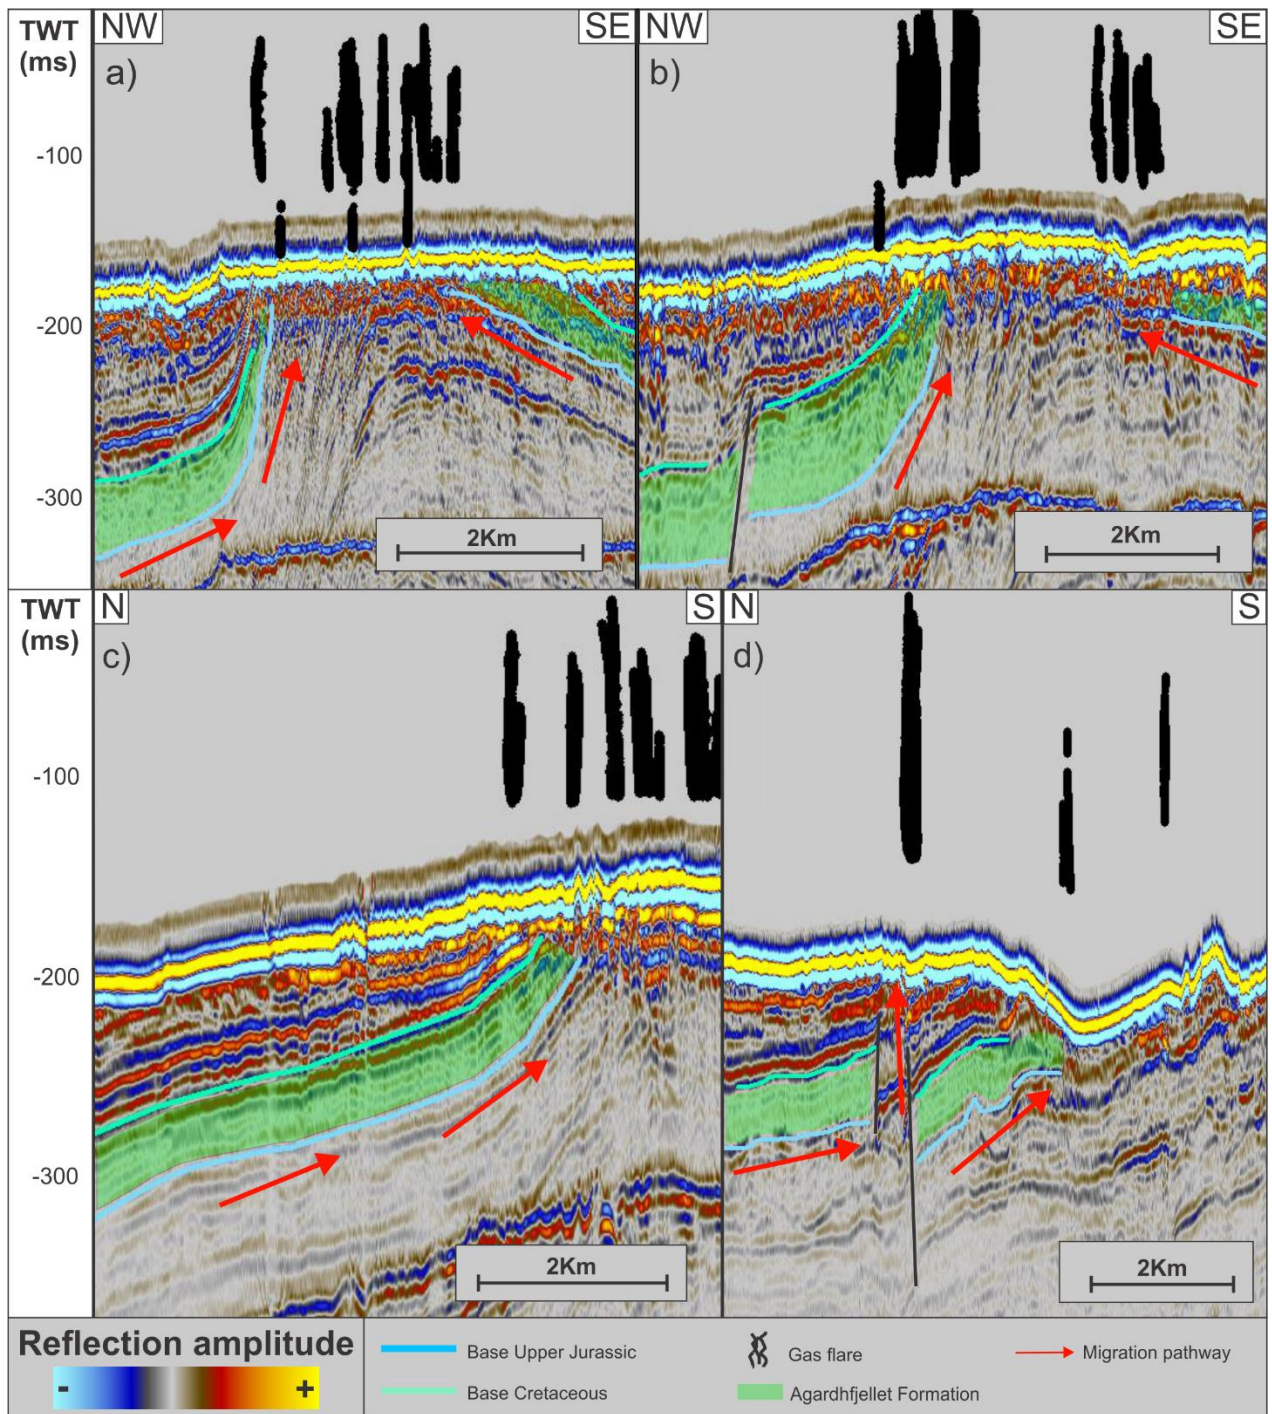 TWT
(ms)
NW
SE
NW
SE
a)
b)
-100
-200
-300
2Km
2Km
TWT
(ms)
N
S
N
S
c)
d)
-100
-200
-300
2Km
2Km
Reflection amplitude
-
+
Base Upper Jurassic
Gas flare
Migration pathway
Base Cretaceous
Agardhfjellet Formation